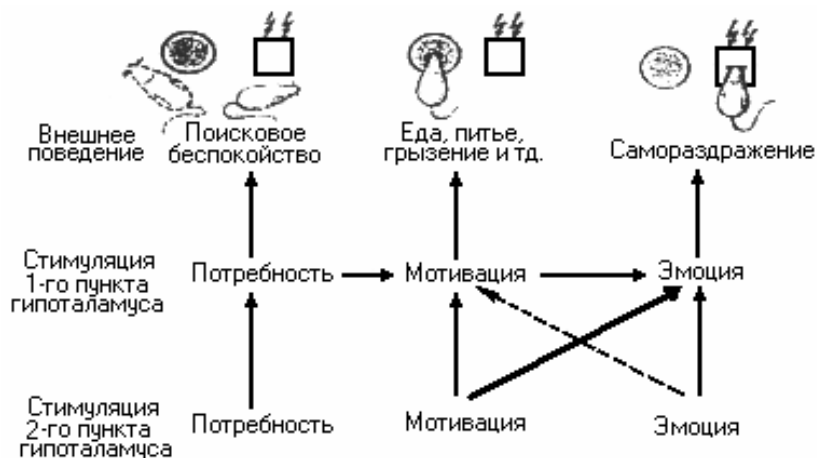 Внешнее
поведение
Поисковое
беспокойство
Еда, питье,
грызение и тд.
Самораздражение
Стимуляция
1-го пункта
гипоталамуса
Потребность
Мотивация
Эмоция
Стимуляция
2-го пункта
гипоталамуса
Потребность
Мотивация
Эмоция